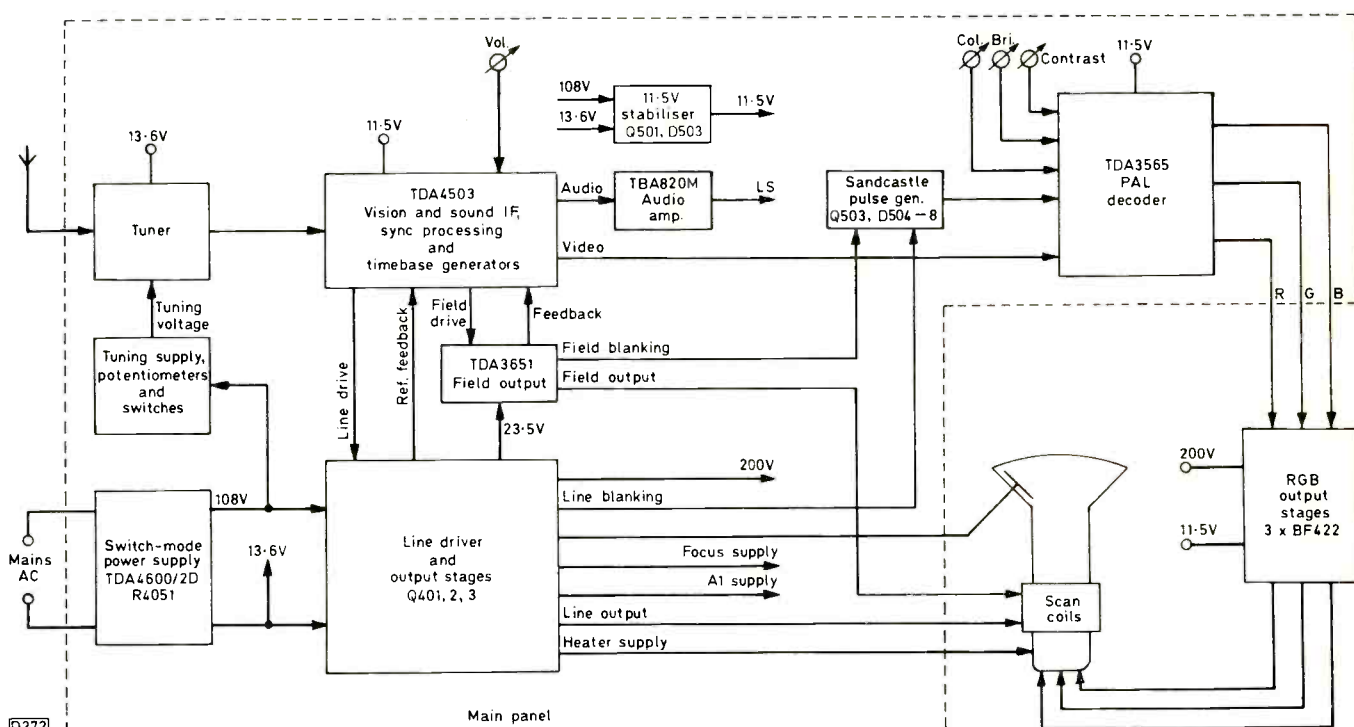 Vol.
Col.
Bri.
Contrast
11·5V
108V
13·6V
11·5V
stabiliser
Q501, D503
11·5V
13·6V
11·5V
Tuner
TDA4503
Vision and sound IF,
sync processing
and
timebase generators
Audio
TBA820M
Audio
amp.
LS
Video
Sandcastle
pulse gen.
Q503, D504–8
TDA3565
PAL
decoder
R
G
B
Tuning
voltage
Tuning supply,
potentiometers
and
switches
Line drive
Ref. feedback
Field
drive
Feedback
TDA3651
Field output
Field blanking
Field output
23·5V
Mains
AC
Switch-mode
power supply
TDA4600/2D
R4051
108V
13·6V
Line driver
and
output stages
Q401, 2, 3
200V
Line blanking
Focus supply
A1 supply
Line output
Heater supply
Scan
coils
200V
11·5V
RGB
output
stages
3 x BF422
Main panel
D272